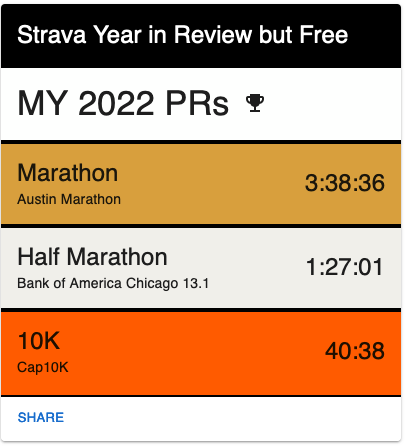 Strava Year in Review but Free
MY 2022 PRs
Marathon
3:38:36
Austin Marathon
Half Marathon
1:27:01
Bank of America Chicago 13.1
10K
40:38
Cap10K
SHARE